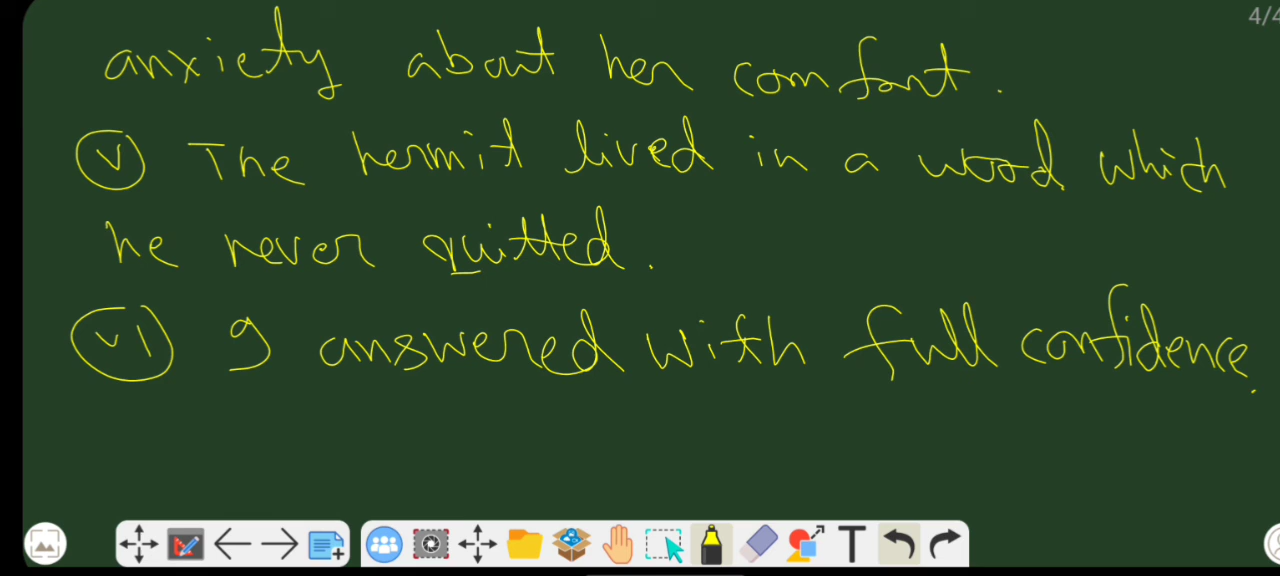 4/4
anxiety about her comfort.
(v) The hermit lived in a wood which
he never quitted.
(vi) I answered with full confidence.
T